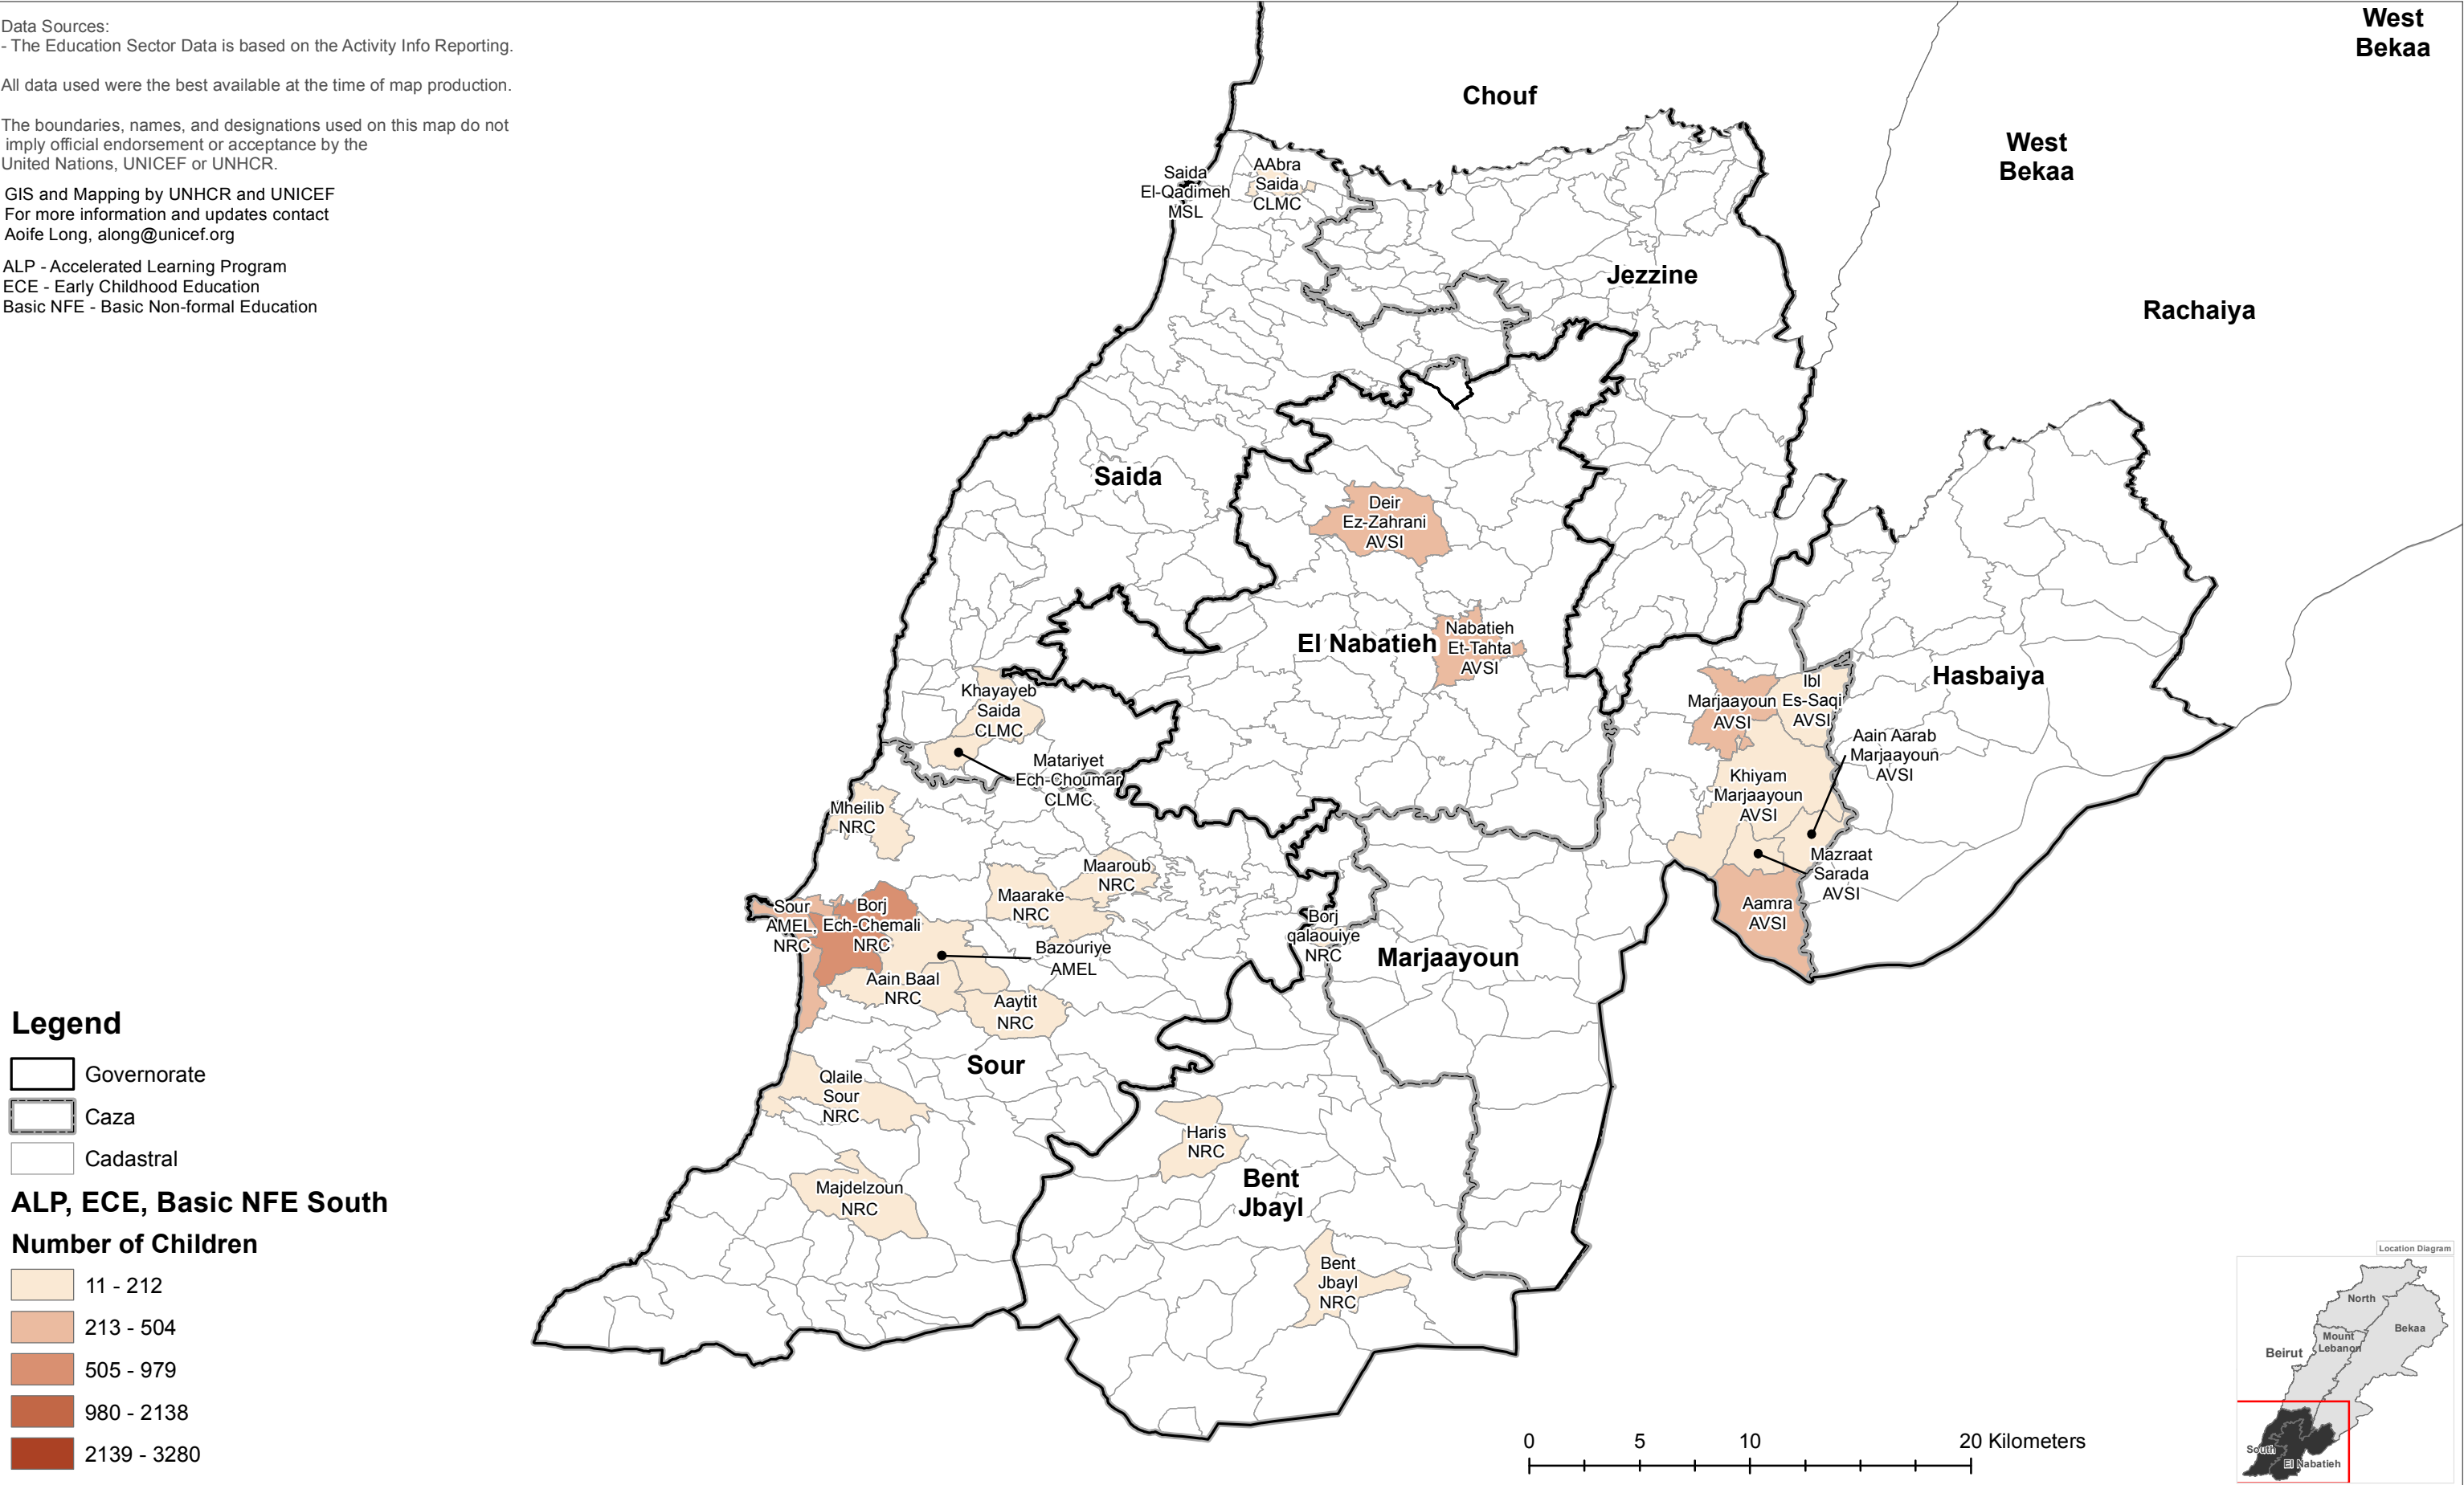 Data Sources:
- The Education Sector Data is based on the Activity Info Reporting.
All data used were the best available at the time of map production.
The boundaries, names, and designations used on this map do not
imply official endorsement or acceptance by the
United Nations, UNICEF or UNHCR.
GIS and Mapping by UNHCR and UNICEF
For more information and updates contact
Aoife Long, along@unicef.org
ALP - Accelerated Learning Program
ECE - Early Childhood Education
Basic NFE - Basic Non-formal Education
West
Bekaa
Chouf
West
Bekaa
Saida
El-Qadimeh
MSL
AAbra
Saida
CLMC
Jezzine
Rachaiya
Saida
Deir
Ez-Zahrani
AVSI
El Nabatieh
Nabatieh
Et-Tahta
AVSI
Hasbaiya
Khayayeb
Saida
CLMC
Marjaayoun
AVSI
Ibl
Es-Saqi
AVSI
Aain Aarab
Marjaayoun
AVSI
Matariyet
Ech-Choumar
CLMC
Khiyam
Marjaayoun
AVSI
Mheilib
NRC
Maaroub
NRC
Mazraat
Sarada
AVSI
Maarake
NRC
Sour
AMEL,
NRC
Borj
Ech-Chemali
NRC
Aamra
AVSI
Borj
qalaouiye
NRC
Bazouriye
AMEL
Marjaayoun
Aain Baal
NRC
Aaytit
NRC
Sour
Qlaile
Sour
NRC
Haris
NRC
Bent
Jbayl
Majdelzoun
NRC
Bent
Jbayl
NRC
Legend
Governorate
Caza
Cadastral
ALP, ECE, Basic NFE South
Number of Children
11 - 212
213 - 504
505 - 979
980 - 2138
2139 - 3280
0 5 10 20 Kilometers
Location Diagram
North
Bekaa
Mount
Lebanon
Beirut
South
El Nabatieh